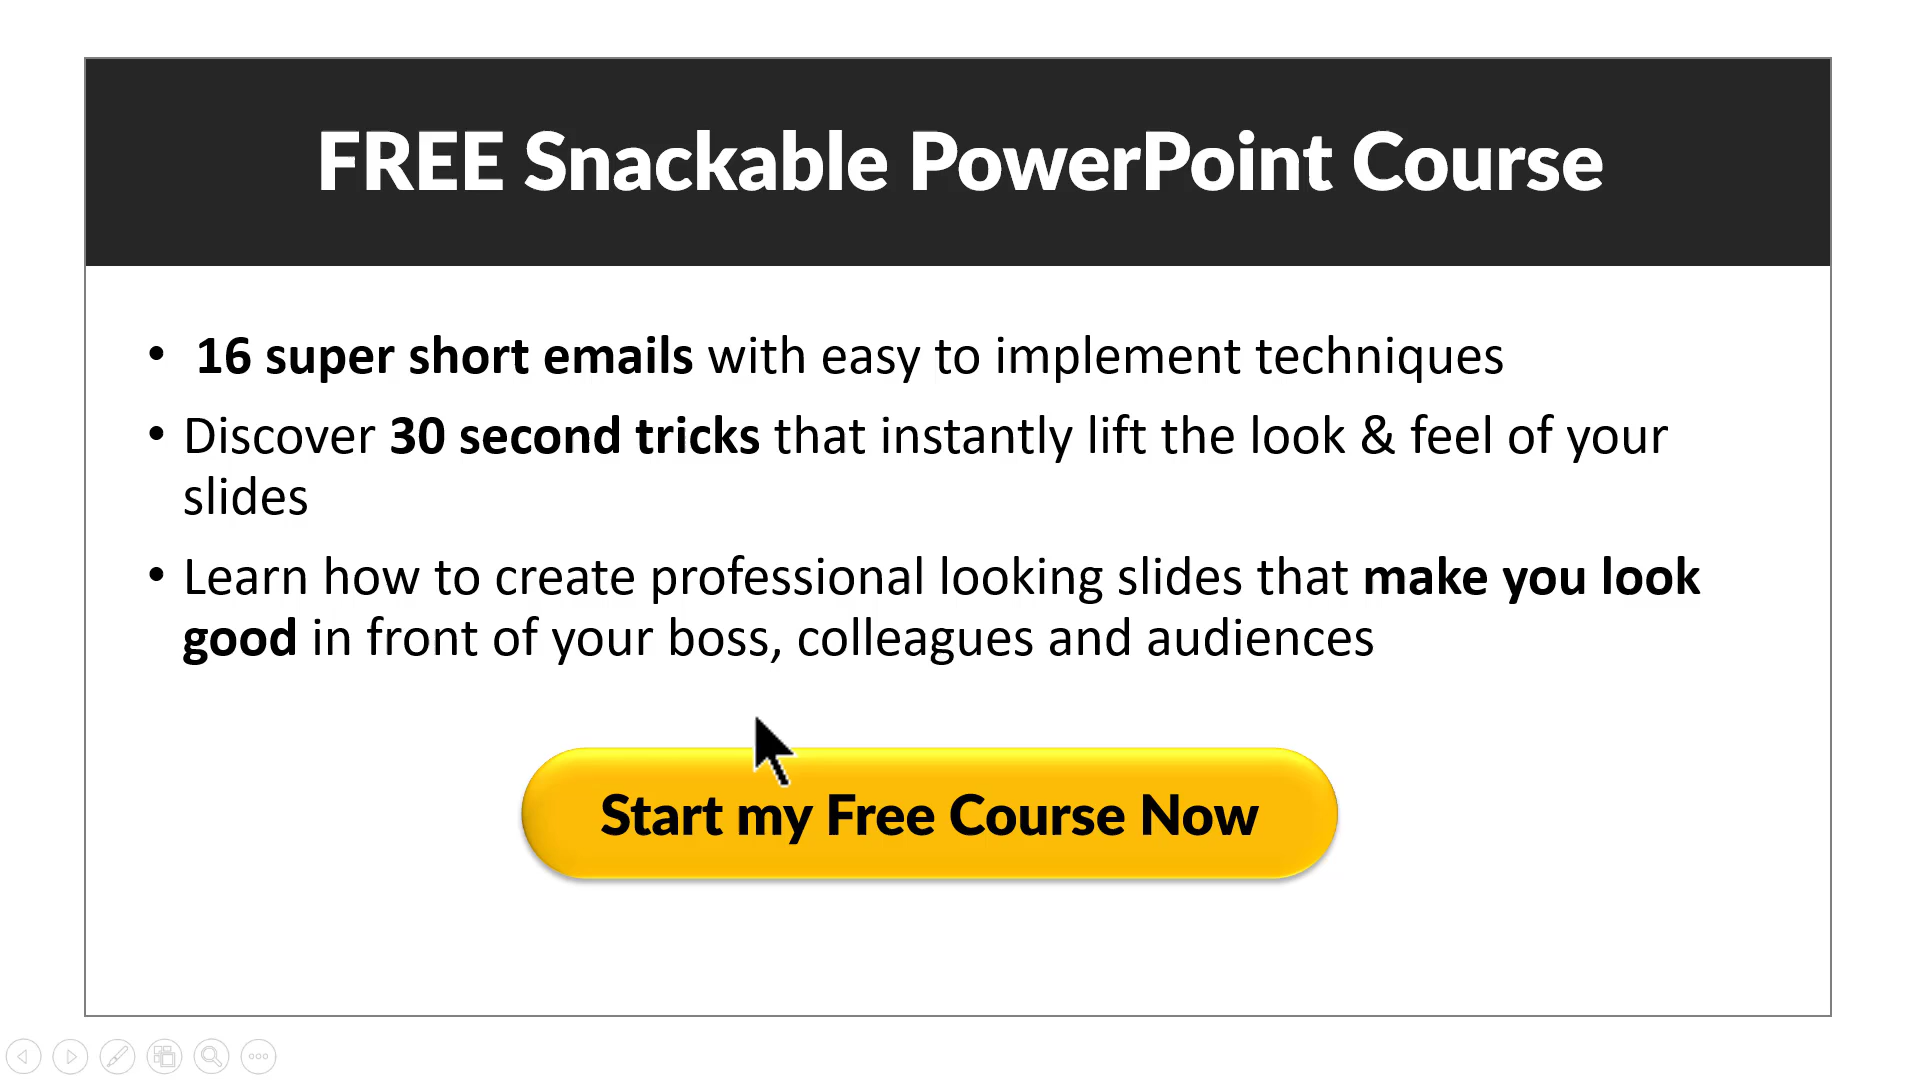 FREE Snackable PowerPoint Course
• 16 super short emails with easy to implement techniques
• Discover 30 second tricks that instantly lift the look & feel of your
slides
• Learn how to create professional looking slides that make you look
good in front of your boss, colleagues and audiences
Start my Free Course Now